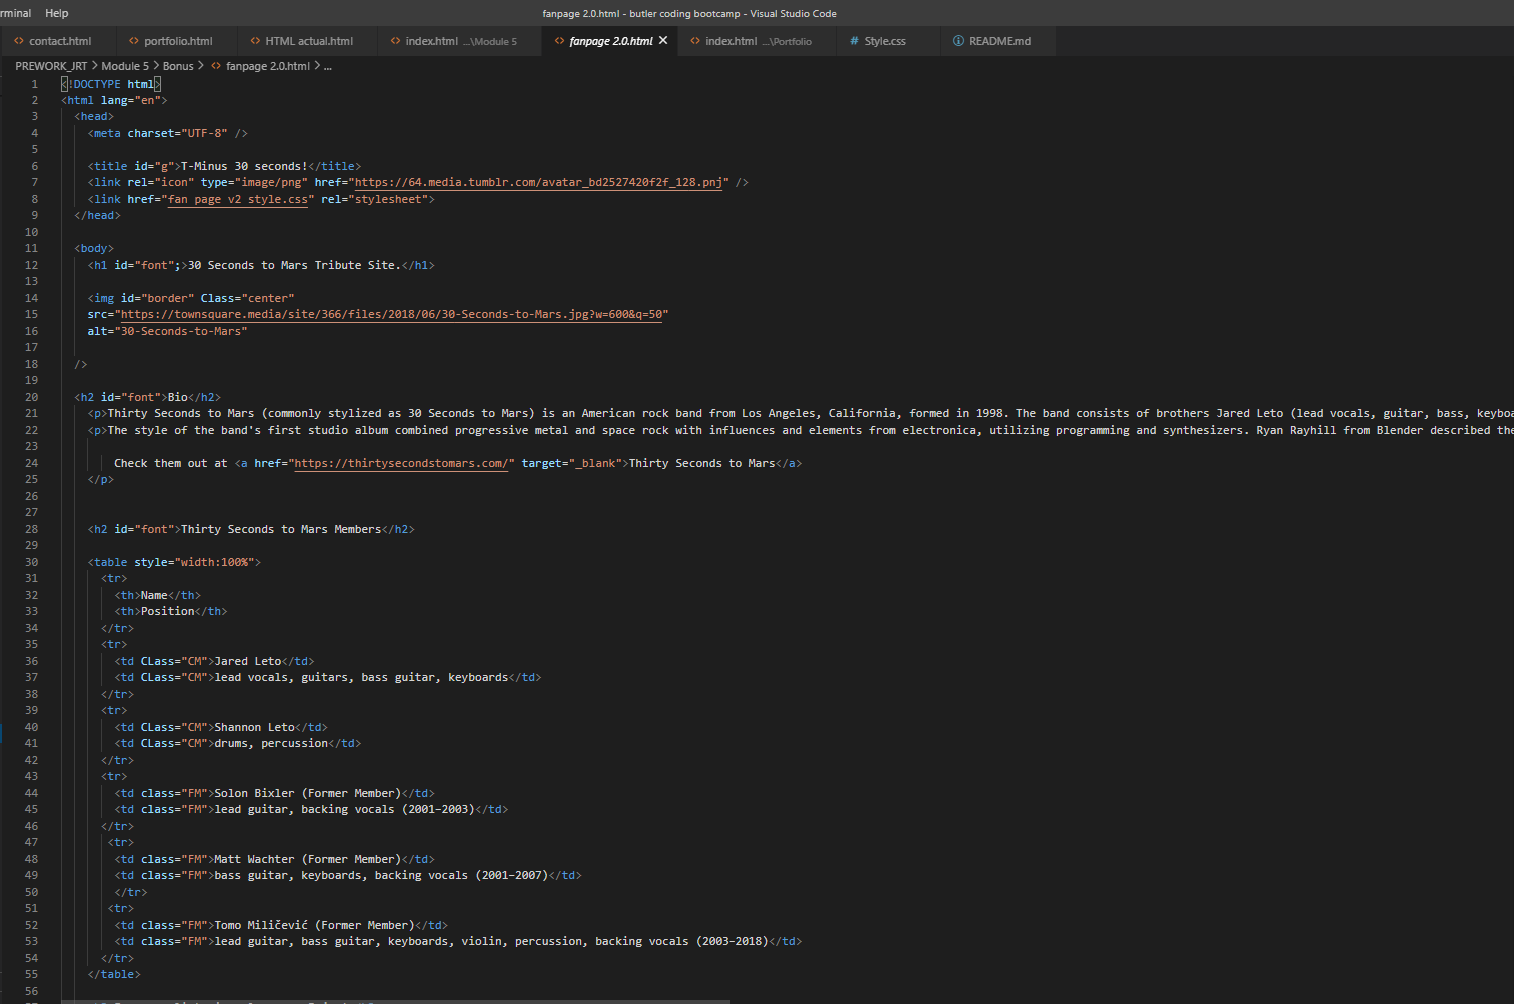 rminal Help fanpage 2.0.html - butler coding bootcamp - Visual Studio Code
<> contact.html <> portfolio.html <> HTML actual.html <> index.html ...\Module 5 <> fanpage 2.0.html × <> index.html ...\Portfolio # Style.css ⓘ README.md
PREWORK_JRT > Module 5 > Bonus > <> fanpage 2.0.html > ...
1 <!DOCTYPE html>
2 <html lang="en">
3 <head>
4 <meta charset="UTF-8" />
5
6 <title id="g">T-Minus 30 seconds!</title>
7 <link rel="icon" type="image/png" href="https://64.media.tumblr.com/avatar_bd2527420f2f_128.pnj" />
8 <link href="fan page v2 style.css" rel="stylesheet">
9 </head>
10
11 <body>
12 <h1 id="font";>30 Seconds to Mars Tribute Site.</h1>
13
14 <img id="border" Class="center"
15 src="https://townsquare.media/site/366/files/2018/06/30-Seconds-to-Mars.jpg?w=600&q=50"
16 alt="30-Seconds-to-Mars"
17
18 />
19
20 <h2 id="font">Bio</h2>
21 <p>Thirty Seconds to Mars (commonly stylized as 30 Seconds to Mars) is an American rock band from Los Angeles, California, formed in 1998. The band consists of brothers Jared Leto (lead vocals, guitar, bass, keyboa
22 <p>The style of the band's first studio album combined progressive metal and space rock with influences and elements from electronica, utilizing programming and synthesizers. Ryan Rayhill from Blender described the
23
24 Check them out at <a href="https://thirtysecondstomars.com/" target="_blank">Thirty Seconds to Mars</a>
25 </p>
26
27
28 <h2 id="font">Thirty Seconds to Mars Members</h2>
29
30 <table style="width:100%">
31 <tr>
32 <th>Name</th>
33 <th>Position</th>
34 </tr>
35 <tr>
36 <td CLass="CM">Jared Leto</td>
37 <td CLass="CM">lead vocals, guitars, bass guitar, keyboards</td>
38 </tr>
39 <tr>
40 <td CLass="CM">Shannon Leto</td>
41 <td CLass="CM">drums, percussion</td>
42 </tr>
43 <tr>
44 <td class="FM">Solon Bixler (Former Member)</td>
45 <td class="FM">lead guitar, backing vocals (2001–2003)</td>
46 </tr>
47 <tr>
48 <td class="FM">Matt Wachter (Former Member)</td>
49 <td class="FM">bass guitar, keyboards, backing vocals (2001–2007)</td>
50 </tr>
51 <tr>
52 <td class="FM">Tomo Miličević (Former Member)</td>
53 <td class="FM">lead guitar, bass guitar, keyboards, violin, percussion, backing vocals (2003–2018)</td>
54 </tr>
55 </table>
56